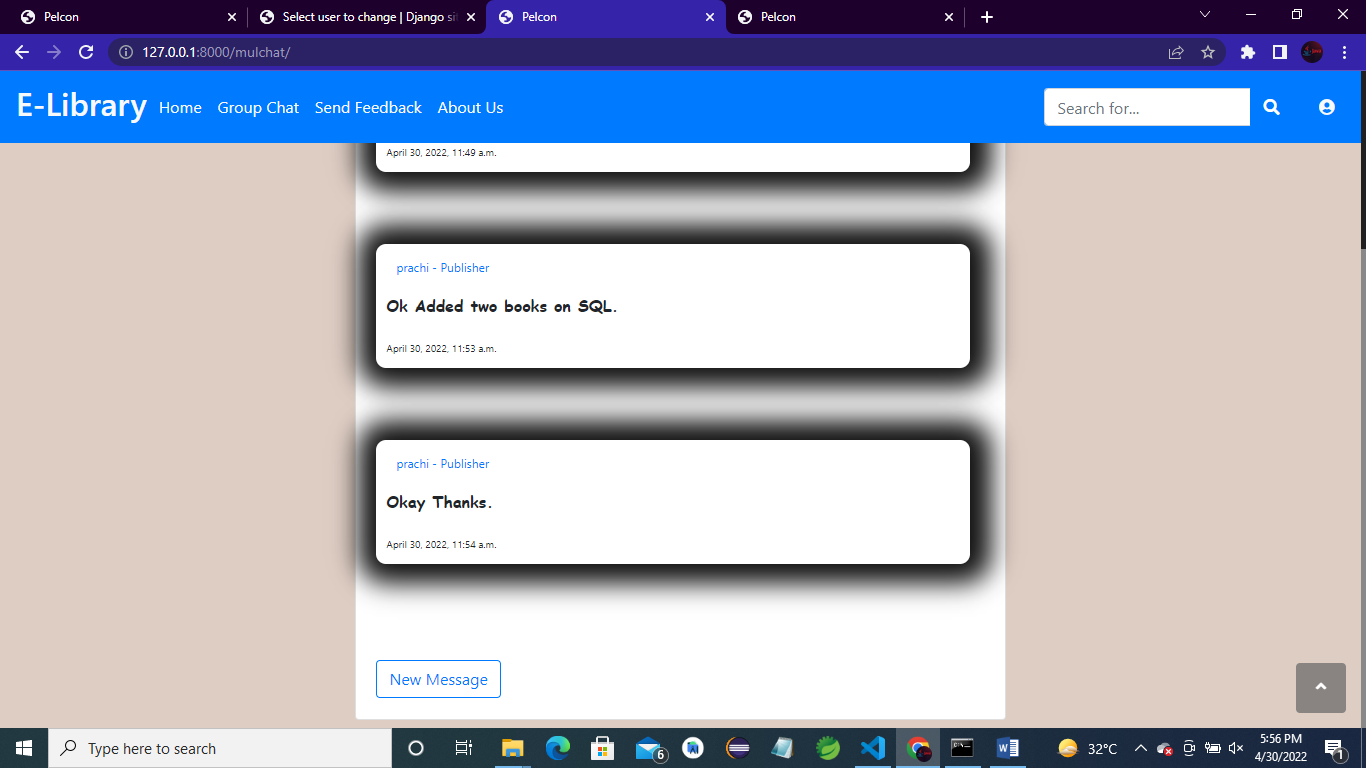 Pelcon
Select user to change | Django si
Pelcon
Pelcon
127.0.0.1:8000/mulchat/
E-Library Home Group Chat Send Feedback About Us Search for...
April 30, 2022, 11:49 a.m.
prachi - Publisher
Ok Added two books on SQL.
April 30, 2022, 11:53 a.m.
prachi - Publisher
Okay Thanks.
April 30, 2022, 11:54 a.m.
New Message
Type here to search
6
32°C
5:56 PM
4/30/2022
1